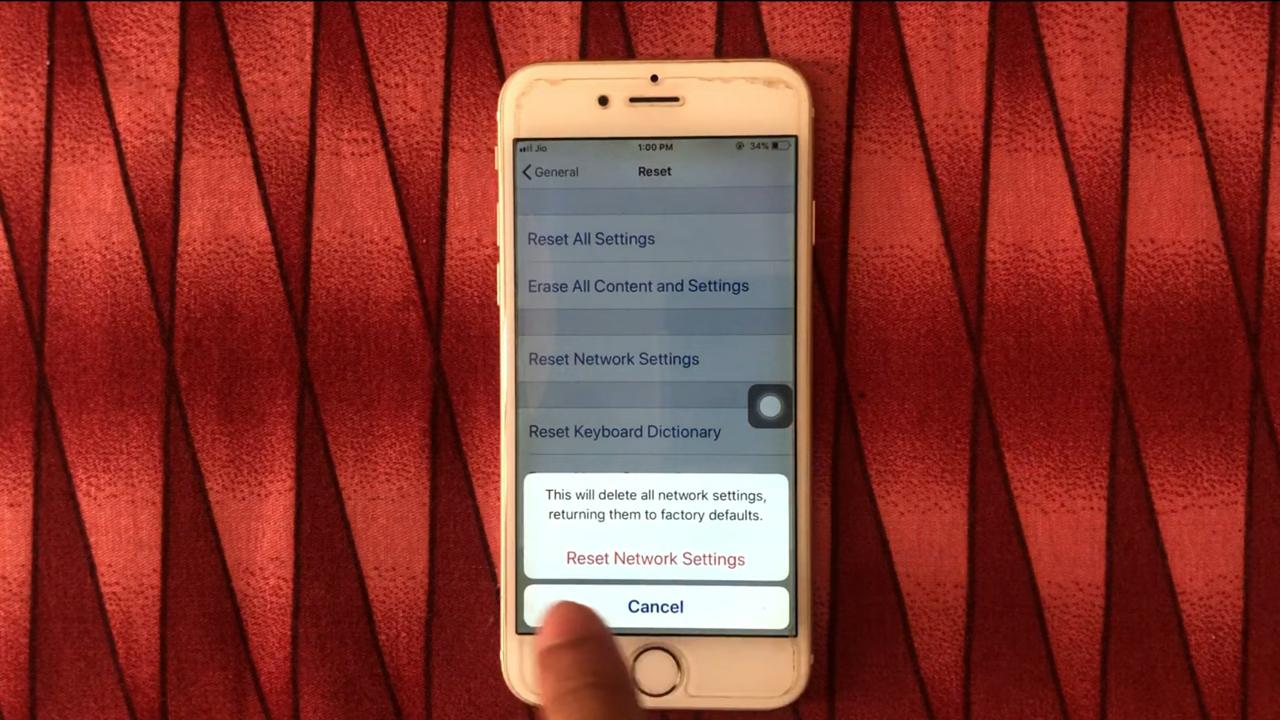 Jio 1:00 PM 34%
General Reset
Reset All Settings
Erase All Content and Settings
Reset Network Settings
Reset Keyboard Dictionary
This will delete all network settings,
returning them to factory defaults.
Reset Network Settings
Cancel